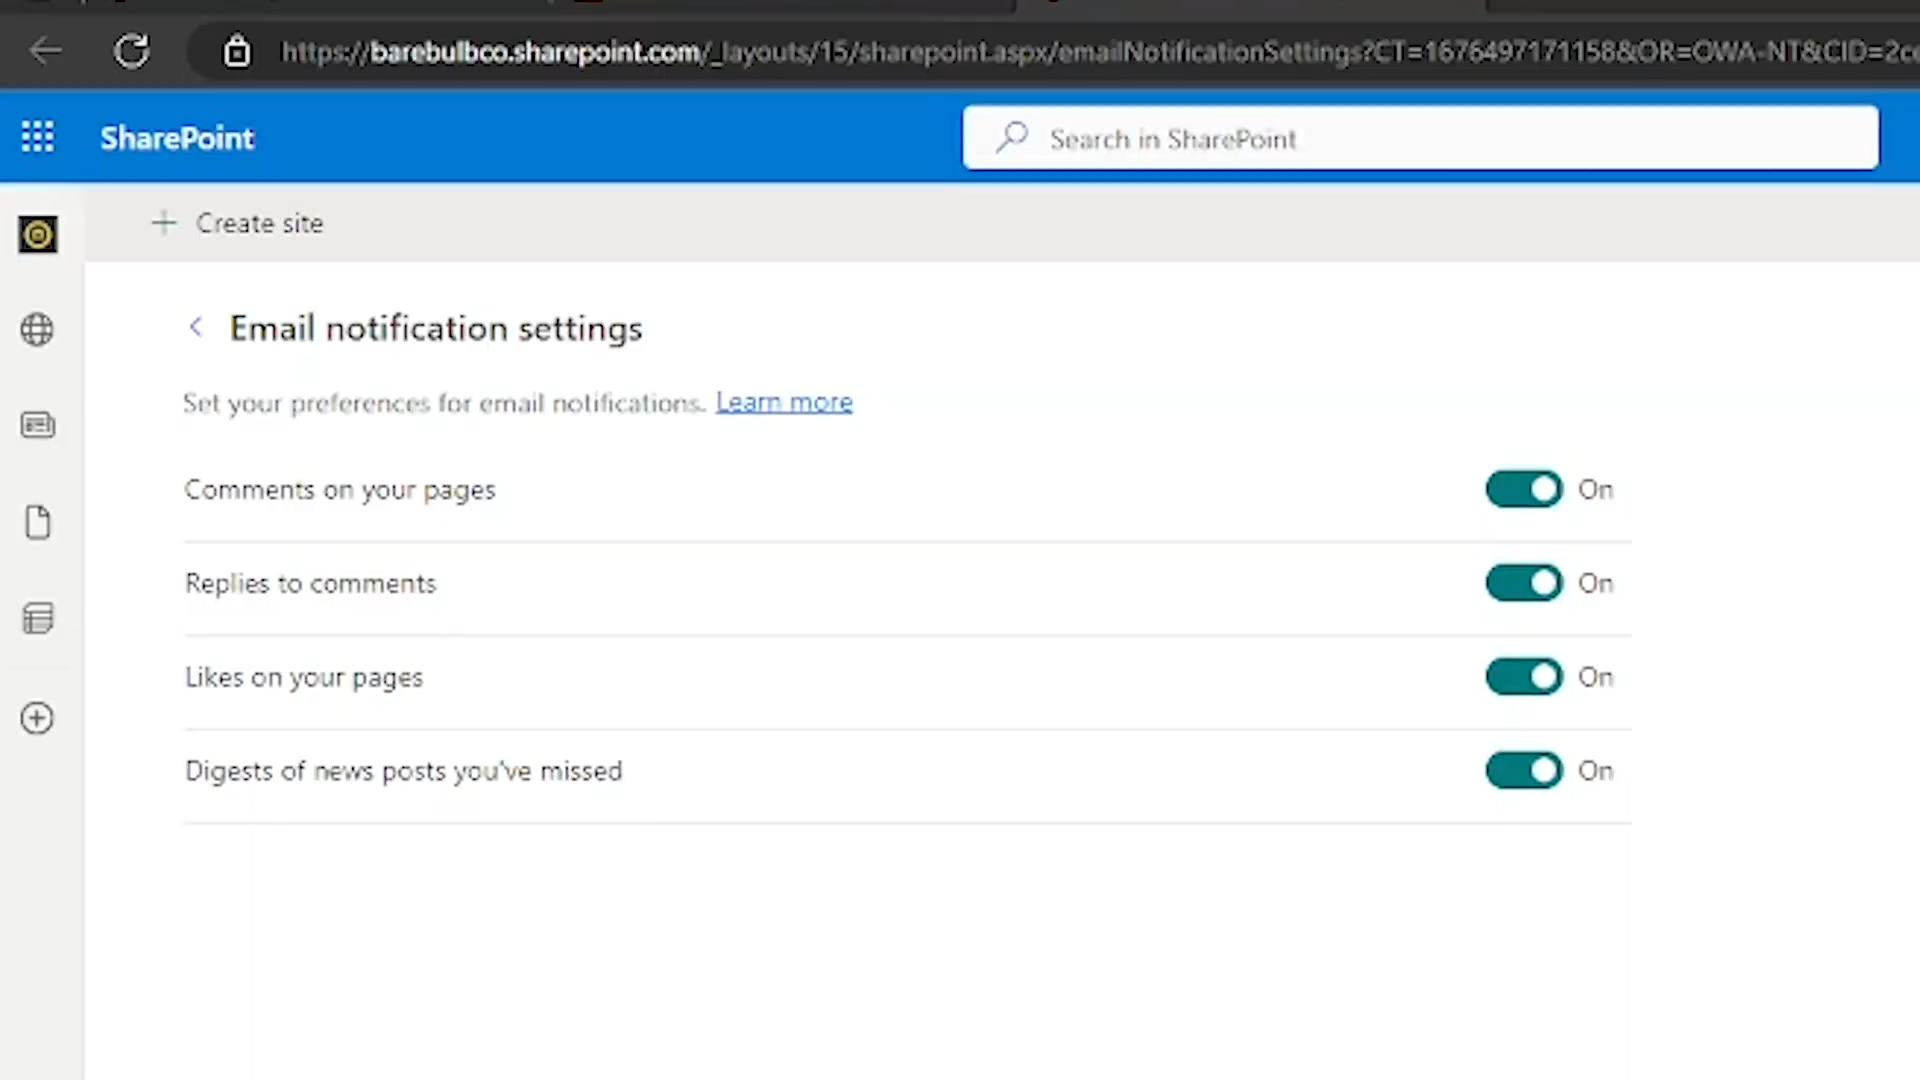 https://barebulbco.sharepoint.com/_layouts/15/sharepoint.aspx/emailNotificationSettings?CT=1676497171158&OR=OWA-NT&CID=2c
SharePoint
Search in SharePoint
Create site
Email notification settings
Set your preferences for email notifications. Learn more
Comments on your pages On
Replies to comments On
Likes on your pages On
Digests of news posts you've missed On